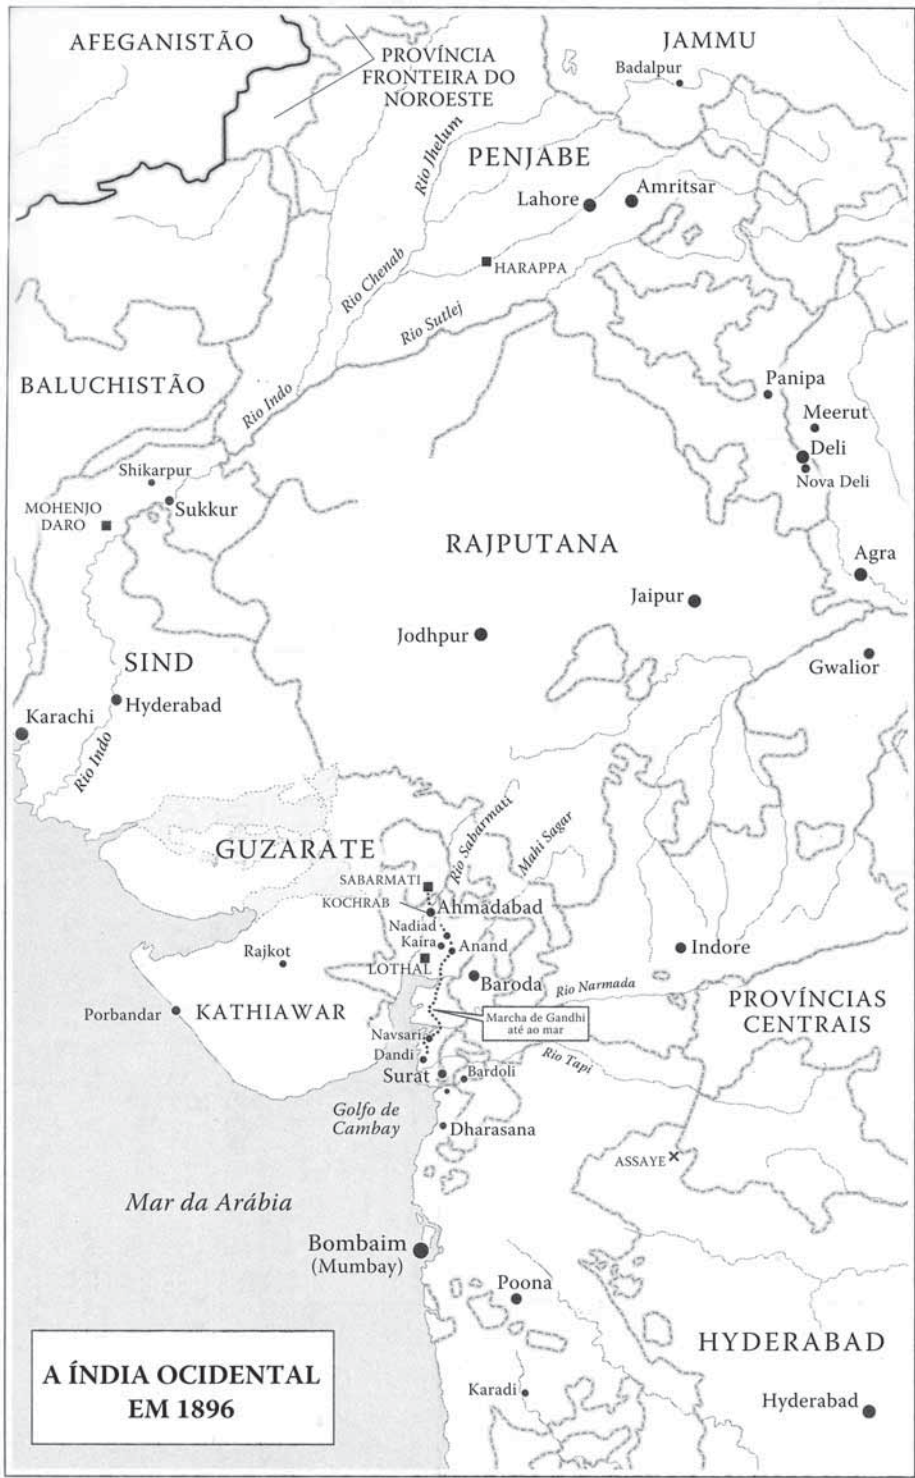 AFEGANISTÃO
PROVÍNCIA
FRONTEIRA DO
NOROESTE
JAMMU
Badalpur
Rio Jhelum
PENJABE
Lahore
Amritsar
HARAPPA
Rio Chenab
Rio Sutlej
BALUCHISTÃO
Rio Indo
Panipa
Meerut
Deli
Nova Deli
Shikarpur
Sukkur
MOHENJO
DARO
RAJPUTANA
Agra
Jaipur
Jodhpur
SIND
Gwalior
Hyderabad
Karachi
Rio Indo
Rio Sabarmati
Mahi Sagar
GUZARATE
SABARMATI
KOCHRAB
Ahmadabad
Nadiad
Kaira
Anand
LOTHAL
Rajkot
Indore
Baroda
Rio Narmada
PROVÍNCIAS
CENTRAIS
Porbandar
KATHIAWAR
Marcha de Gandhi
até ao mar
Navsari
Dandi
Surat
Bardoli
Rio Tapi
Golfo de
Cambay
Dharasana
ASSAYE
Mar da Arábia
Bombaim
(Mumbay)
Poona
HYDERABAD
A ÍNDIA OCIDENTAL
EM 1896
Karadi
Hyderabad